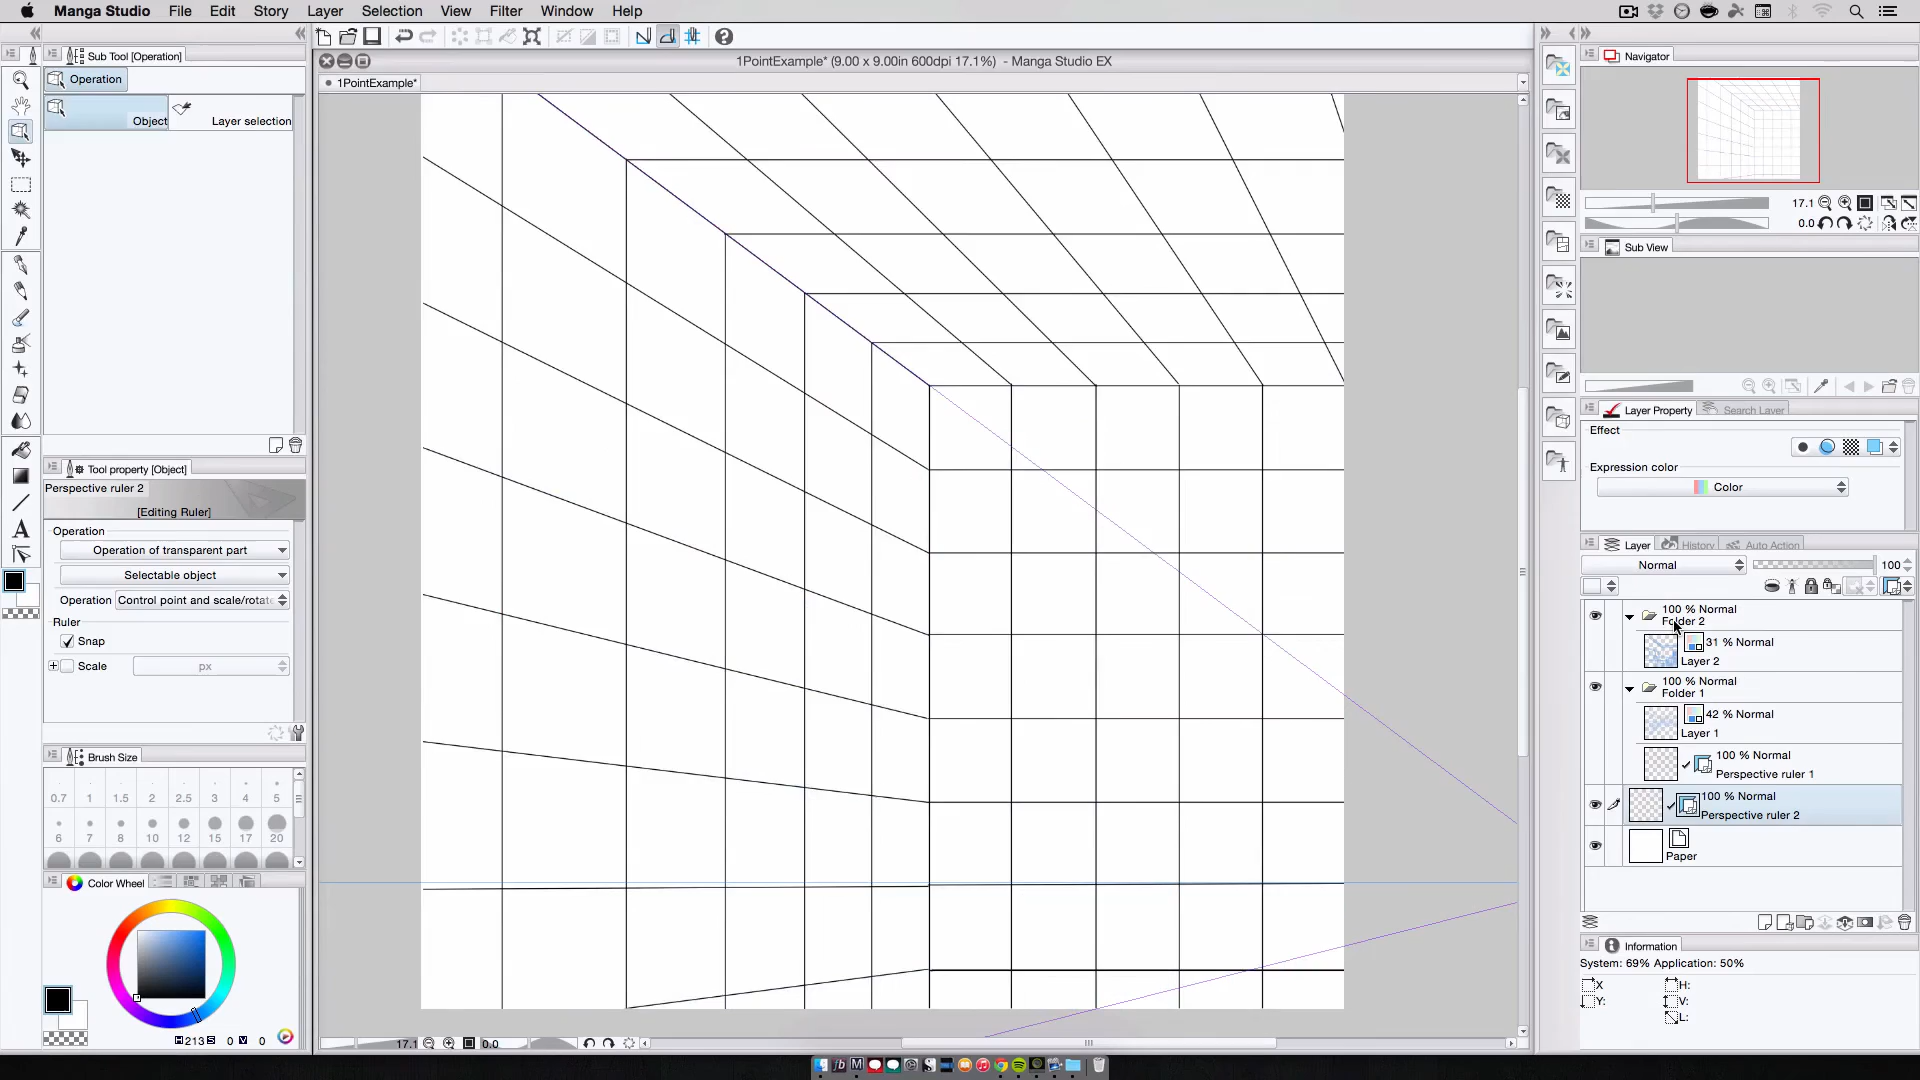 Manga Studio File Edit Story Layer Selection View Filter Window Help
Sub Tool [Operation]
Operation
Object
Layer selection
Tool property [Object]
Perspective ruler 2
[Editing Ruler]
Operation
Operation of transparent part
Selectable object
Operation Control point and scale/rotate
Ruler
Snap
Scale px
Brush Size
0.7 1 1.5 2 2.5 3 4 5
6 7 8 10 12 15 17 20
Color Wheel
H 213 S 0 V 0
1PointExample* (9.00 x 9.00in 600dpi 17.1%) - Manga Studio EX
1PointExample*
17.1 0.0
Navigator
17.1
0.0
Sub View
Layer Property Search Layer
Effect
Expression color
Color
Layer History Auto Action
Normal 100
100 % Normal
Folder 2
31 % Normal
Layer 2
100 % Normal
Folder 1
42 % Normal
Layer 1
100 % Normal
Perspective ruler 1
100 % Normal
Perspective ruler 2
Paper
Information
System: 69% Application: 50%
X H:
Y: V:
L: